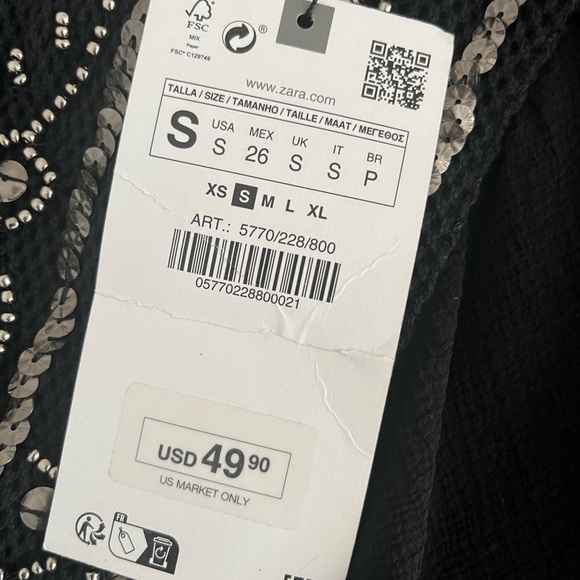 FSC
MIX
Paper
FSC® C129749
®
www.zara.com
TALLA / SIZE / TAMANHO / TAILLE / MAAT / ΜΕΓΕΘΟΣ
S USA MEX UK IT BR
S 26 S S P
XS S M L XL
ART.: 5770/228/800
05770228800021
USD 49 90
US MARKET ONLY
FR